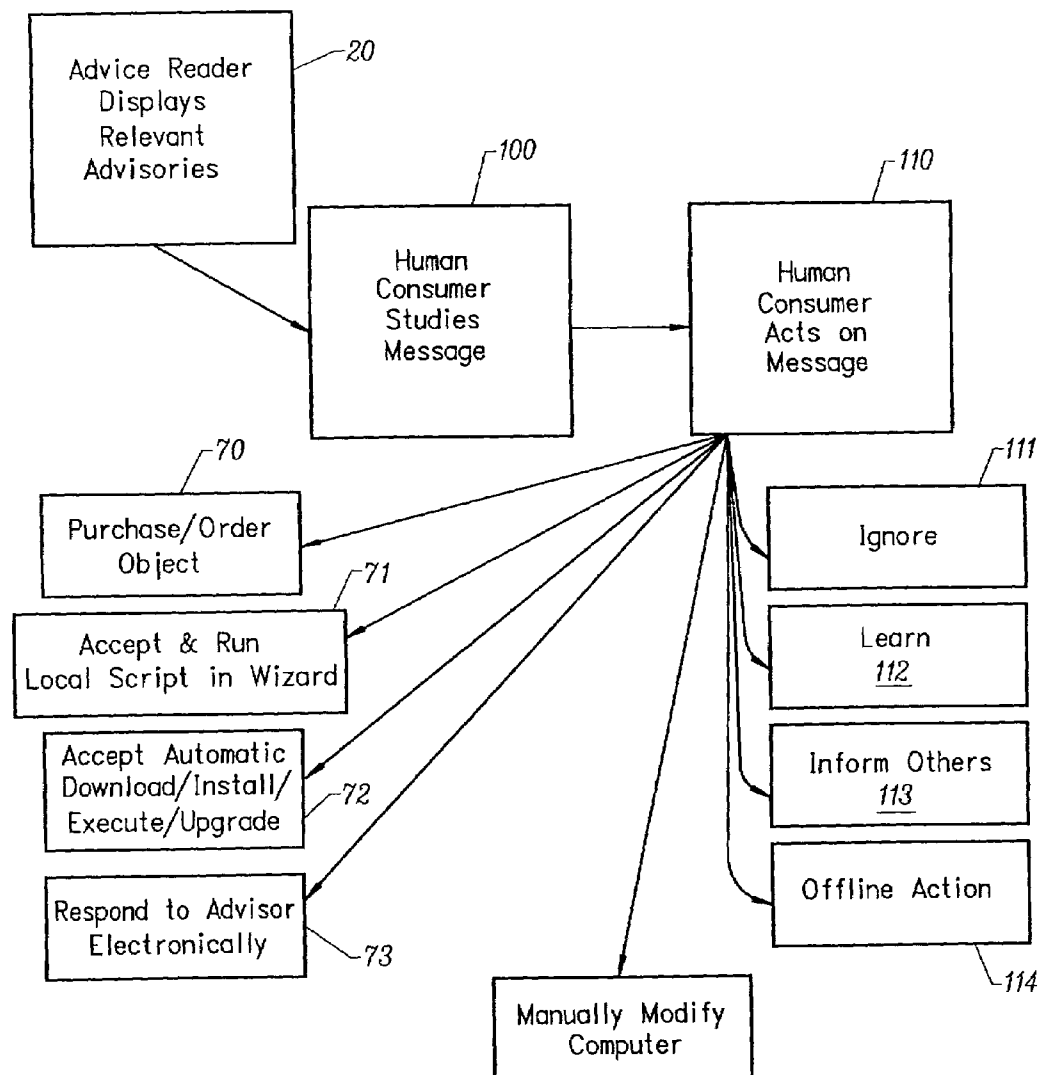 20
Advice Reader
Displays
Relevant
Advisories
100
Human
Consumer
Studies
Message
110
Human
Consumer
Acts on
Message
70
Purchase/Order
Object
71
Accept & Run
Local Script in Wizard
Accept Automatic
Download/Install/
Execute/Upgrade
72
Respond to Advisor
Electronically
73
Manually Modify
Computer
111
Ignore
Learn
112
Inform Others
113
Offline Action
114